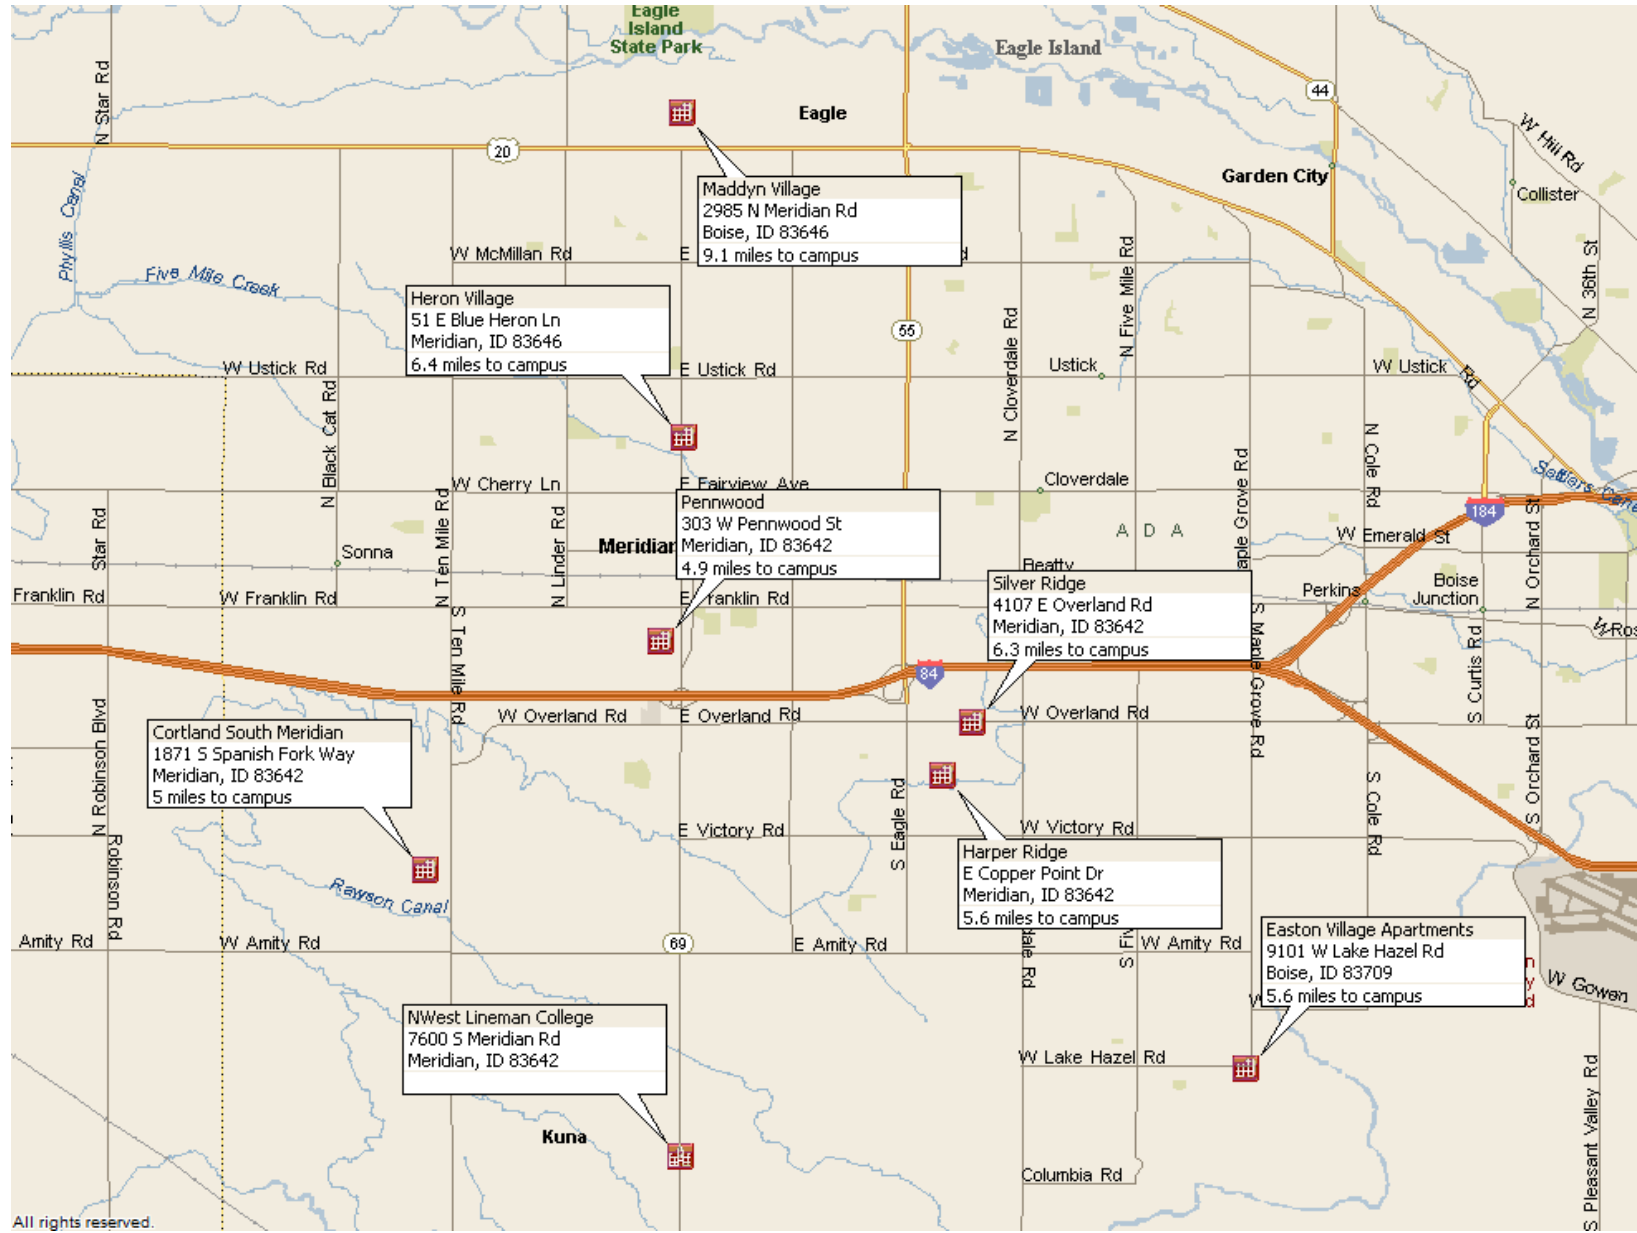 Eagle
Island
State Park
Eagle Island
N Star Rd
44
Eagle
W Hill Rd
20
Garden City
Collister
Phyllis Canal
Maddyn Village
2985 N Meridian Rd
Boise, ID 83646
9.1 miles to campus
W McMillan Rd
E
d
N Five Mile Rd
N 36th St
Five Mile Creek
Heron Village
51 E Blue Heron Ln
Meridian, ID 83646
6.4 miles to campus
55
N Cloverdale Rd
W Ustick Rd
E Ustick Rd
Ustick
W Ustick Rd
N Black Cat Rd
N Cole Rd
W Cherry Ln
E Fairview Ave
Cloverdale
Settlers Cane
Star Rd
N Ten Mile Rd
N Linder Rd
Pennwood
303 W Pennwood St
Meridian, ID 83642
4.9 miles to campus
Meridian
Sonna
A D A
aple Grove Rd
184
W Emerald St
N Orchard St
Beatty
Perkins
Boise
Junction
Franklin Rd
W Franklin Rd
E Franklin Rd
Silver Ridge
4107 E Overland Rd
Meridian, ID 83642
6.3 miles to campus
W Ros
S Ten Mile Rd
84
S Maple Grove Rd
S Curtis Rd
N Robinson Blvd
W Overland Rd
E Overland Rd
W Overland Rd
Cortland South Meridian
1871 S Spanish Fork Way
Meridian, ID 83642
5 miles to campus
S Eagle Rd
S Cole Rd
S Orchard St
E Victory Rd
W Victory Rd
Robinson Rd
Rawson Canal
Harper Ridge
E Copper Point Dr
Meridian, ID 83642
5.6 miles to campus
Amity Rd
W Amity Rd
69
E Amity Rd
dale Rd
S Fiv
W Amity Rd
Easton Village Apartments
9101 W Lake Hazel Rd
Boise, ID 83709
5.6 miles to campus
n
y
d
W
W Gowen
NWest Lineman College
7600 S Meridian Rd
Meridian, ID 83642
W Lake Hazel Rd
Kuna
Columbia Rd
S Pleasant Valley Rd
All rights reserved.